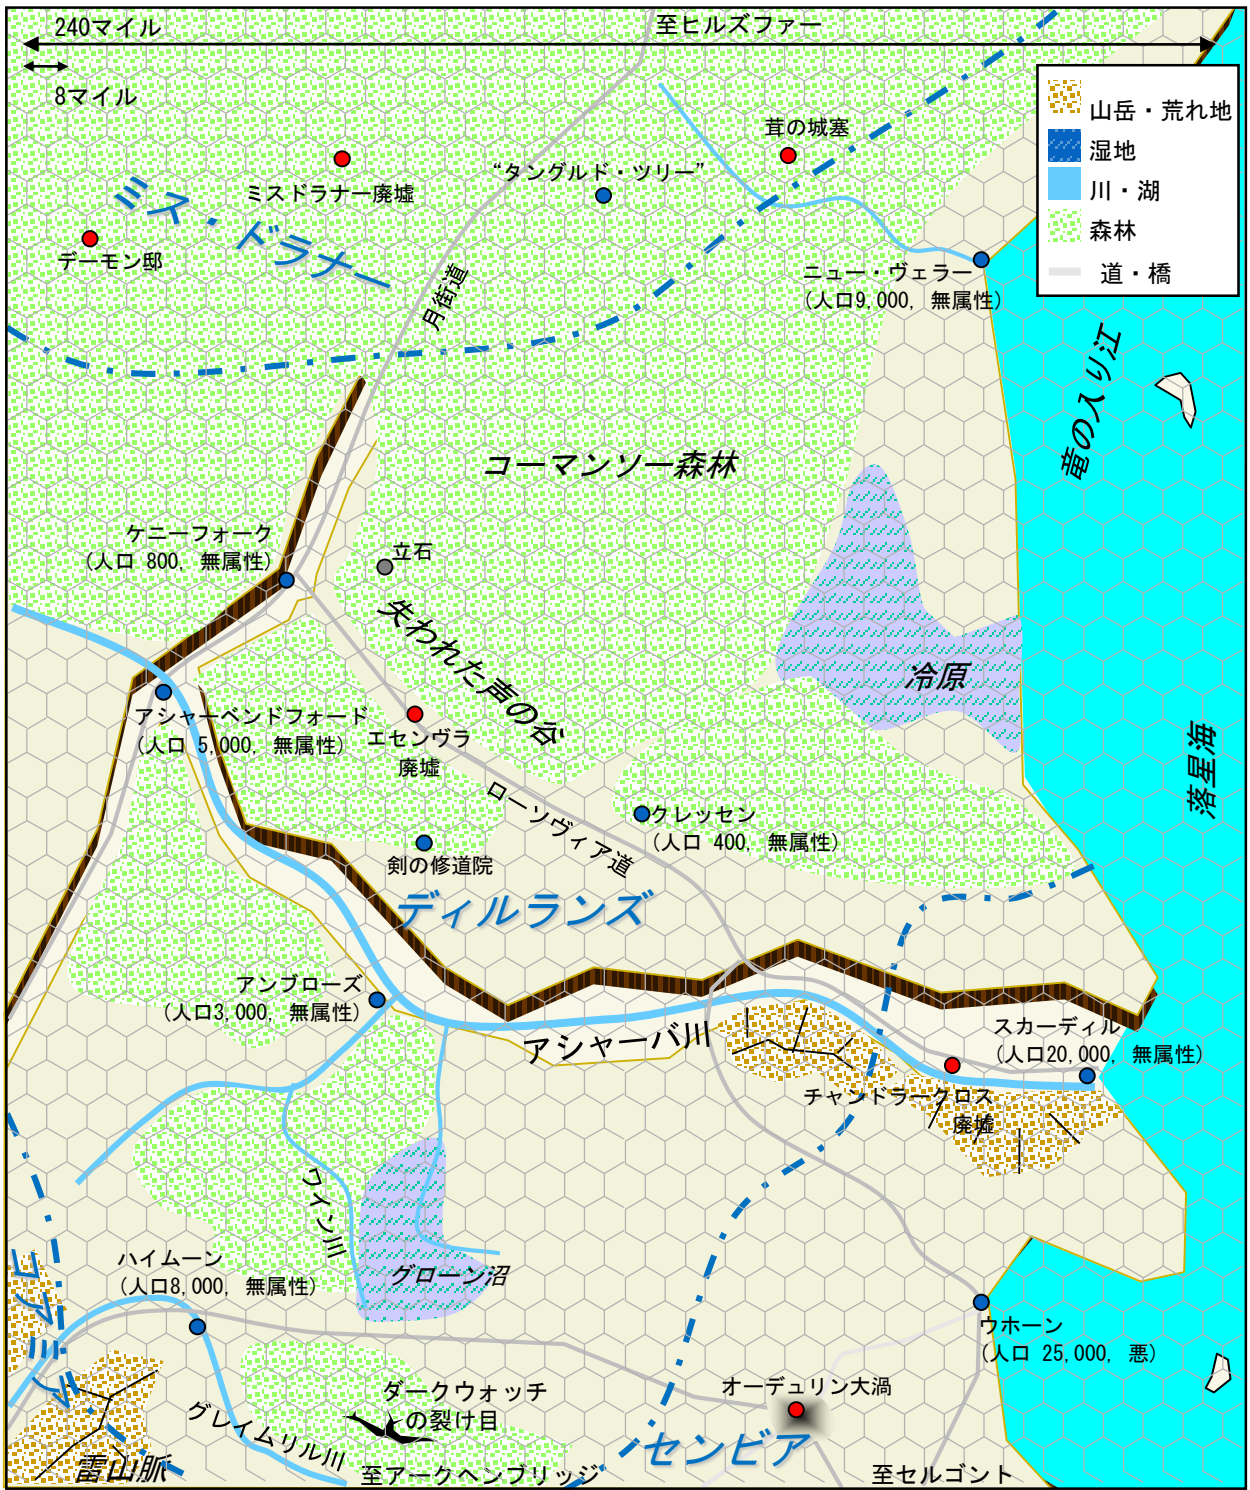 240マイル
至ヒルズファー
8マイル
山岳・荒れ地
湿地
川・湖
森林
道・橋
茸の城塞
“タングルド・ツリー”
ミスドラナー廃墟
ミス・ドラナー
デーモン邸
月街道
ニュー・ヴェラー
(人口9,000, 無属性)
竜の入り江
コーマンソー森林
ケニーフォーク
(人口 800, 無属性)
立石
失われた声の谷
冷原
アシャーベンドフォード
(人口 5,000, 無属性)
エセンヴラ
廃墟
落星海
ローソヴィア道
クレッセン
(人口 400, 無属性)
剣の修道院
ディルランズ
アンブローズ
(人口3,000, 無属性)
アシャーバ川
スカーディル
(人口20,000, 無属性)
チャンドラークロス
廃墟
ワイン川
ハイムーン
(人口8,000, 無属性)
グローン沼
ウホーン
(人口 25,000, 悪)
オーデュリン大渦
ダークウォッチ
の裂け目
グレイムリル川
センビア
雷山脈
至アークヘンブリッジ
至セルゴント